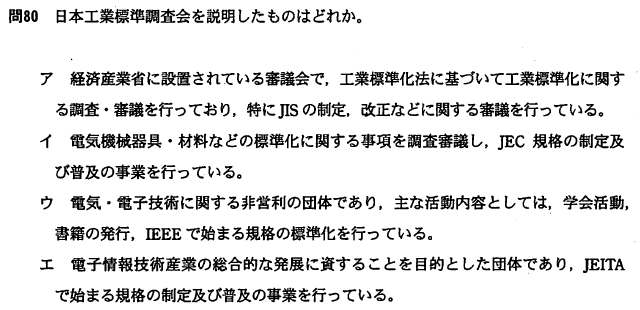 問80 日本工業標準調査会を説明したものはどれか。
ア 経済産業省に設置されている審議会で，工業標準化法に基づいて工業標準化に関す
る調査・審議を行っており，特にJISの制定，改正などに関する審議を行っている。
イ 電気機械器具・材料などの標準化に関する事項を調査審議し，JEC 規格の制定及
び普及の事業を行っている。
ウ 電気・電子技術に関する非営利の団体であり，主な活動内容としては，学会活動，
書籍の発行，IEEEで始まる規格の標準化を行っている。
エ 電子情報技術産業の総合的な発展に資することを目的とした団体であり，JEITA
で始まる規格の制定及び普及の事業を行っている。